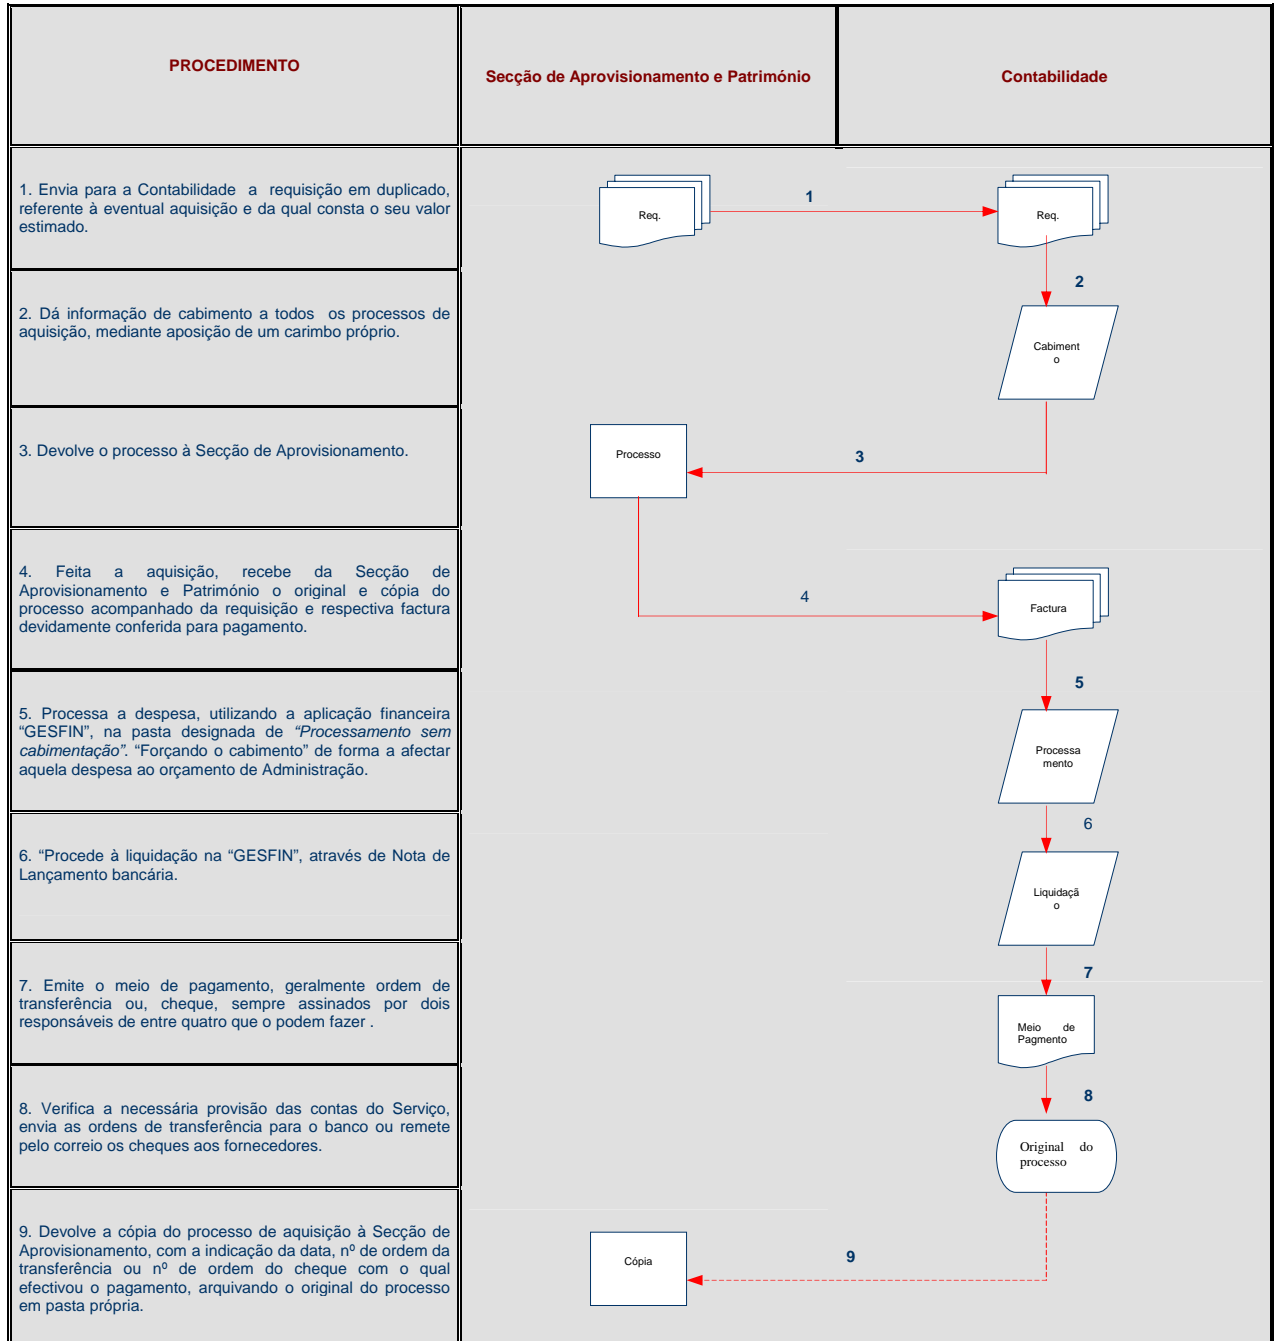 PROCEDIMENTO
Secção de Aprovisionamento e Património
Contabilidade
1. Envia para a Contabilidade a requisição em duplicado,
referente à eventual aquisição e da qual consta o seu valor
estimado.
Req.
1
Req.
2
2. Dá informação de cabimento a todos os processos de
aquisição, mediante aposição de um carimbo próprio.
Cabiment
o
3. Devolve o processo à Secção de Aprovisionamento.
Processo
3
4. Feita a aquisição, recebe da Secção de
Aprovisionamento e Património o original e cópia do
processo acompanhado da requisição e respectiva factura
devidamente conferida para pagamento.
4
Factura
5
5. Processa a despesa, utilizando a aplicação financeira
“GESFIN”, na pasta designada de “Processamento sem
cabimentação”. “Forçando o cabimento” de forma a afectar
aquela despesa ao orçamento de Administração.
Processa
mento
6
6. “Procede à liquidação na “GESFIN”, através de Nota de
Lançamento bancária.
Liquidaçã
o
7
7. Emite o meio de pagamento, geralmente ordem de
transferência ou, cheque, sempre assinados por dois
responsáveis de entre quatro que o podem fazer .
Meio de
Pagmento
8
8. Verifica a necessária provisão das contas do Serviço,
envia as ordens de transferência para o banco ou remete
pelo correio os cheques aos fornecedores.
Original do
processo
9. Devolve a cópia do processo de aquisição à Secção de
Aprovisionamento, com a indicação da data, nº de ordem da
transferência ou nº de ordem do cheque com o qual
efectivou o pagamento, arquivando o original do processo
em pasta própria.
Cópia
9